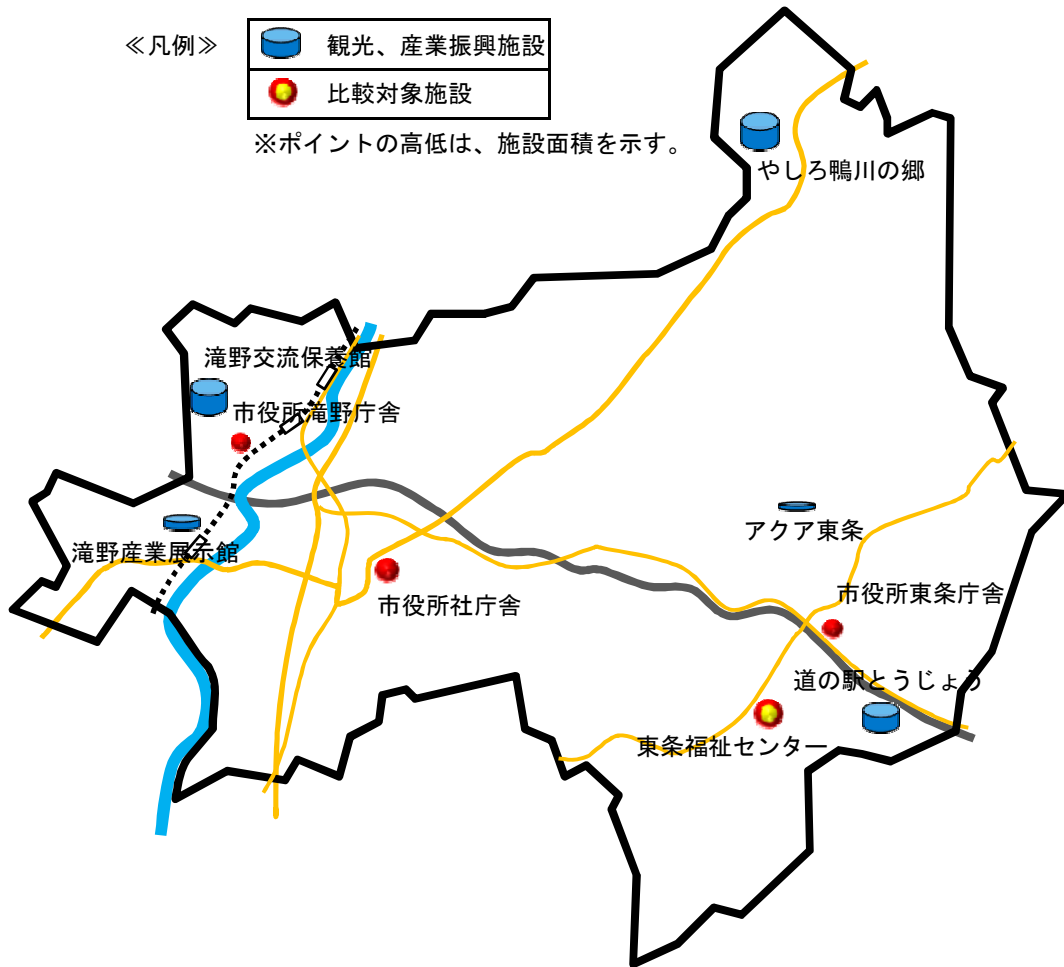 ≪凡例≫
観光、産業振興施設
比較対象施設
※ポイントの高低は、施設面積を示す。
やしろ鴨川の郷
滝野交流保養館
市役所滝野庁舎
アクア東条
滝野産業展示館
市役所社庁舎
市役所東条庁舎
道の駅とうじょう
東条福祉センター